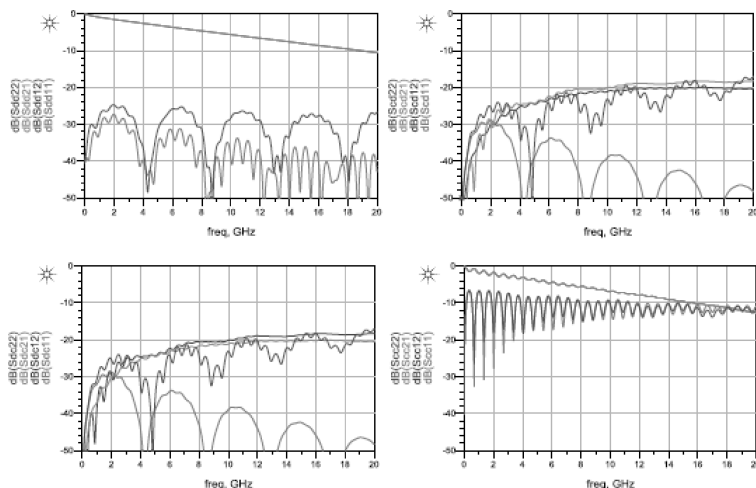 dB(Sdd22)
dB(Sdd21)
dB(Sdd12)
dB(Sdd11)
0
-10
-20
-30
-40
-50
0 2 4 6 8 10 12 14 16 18 20
freq, GHz
dB(Scd22)
dB(Scd21)
dB(Scd12)
dB(Scd11)
0
-10
-20
-30
-40
-50
0 2 4 6 8 10 12 14 16 18 20
freq, GHz
dB(Sdc22)
dB(Sdc21)
dB(Sdc12)
dB(Sdc11)
0
-10
-20
-30
-40
-50
0 2 4 6 8 10 12 14 16 18 20
freq, GHz
dB(Scc22)
dB(Scc21)
dB(Scc12)
dB(Scc11)
0
-10
-20
-30
-40
-50
0 2 4 6 8 10 12 14 16 18 20
freq, GHz